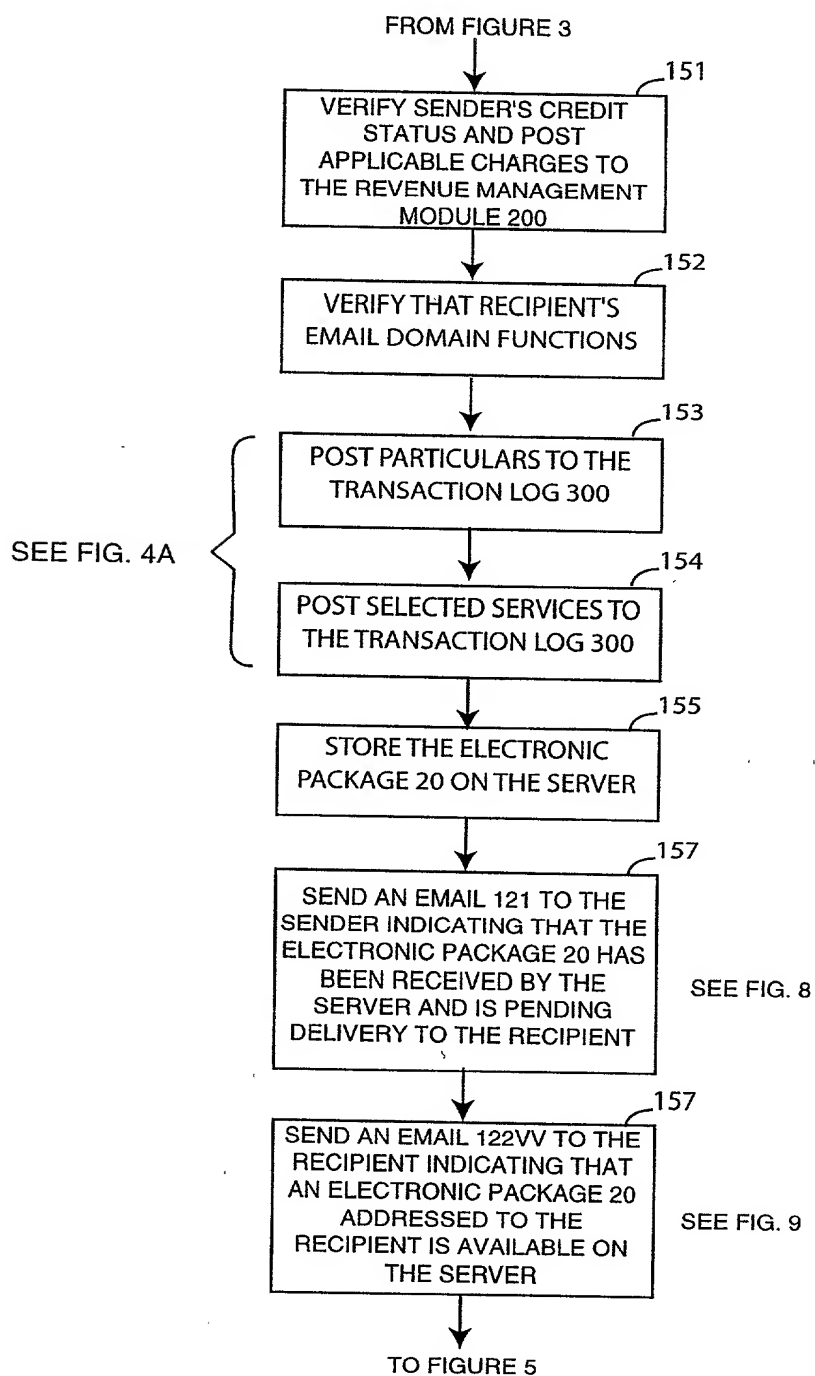 FROM FIGURE 3
151
VERIFY SENDER'S CREDIT
STATUS AND POST
APPLICABLE CHARGES TO
THE REVENUE MANAGEMENT
MODULE 200
152
VERIFY THAT RECIPIENT'S
EMAIL DOMAIN FUNCTIONS
153
POST PARTICULARS TO THE
TRANSACTION LOG 300
SEE FIG. 4A
154
POST SELECTED SERVICES TO
THE TRANSACTION LOG 300
155
STORE THE ELECTRONIC
PACKAGE 20 ON THE SERVER
157
SEND AN EMAIL 121 TO THE
SENDER INDICATING THAT THE
ELECTRONIC PACKAGE 20 HAS
BEEN RECEIVED BY THE
SERVER AND IS PENDING
DELIVERY TO THE RECIPIENT
SEE FIG. 8
157
SEND AN EMAIL 122VV TO THE
RECIPIENT INDICATING THAT
AN ELECTRONIC PACKAGE 20
ADDRESSED TO THE
RECIPIENT IS AVAILABLE ON
THE SERVER
SEE FIG. 9
TO FIGURE 5